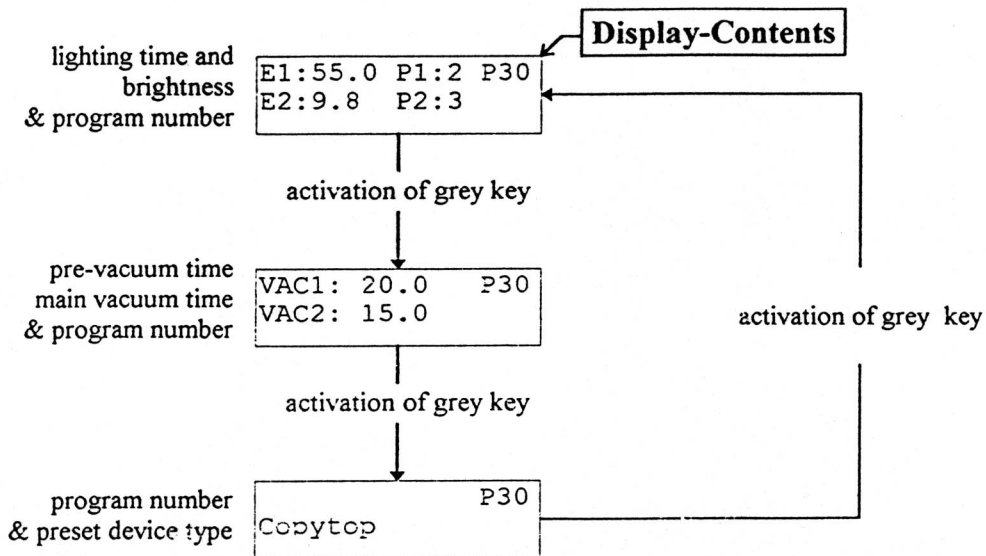 Display-Contents
lighting time and
brightness
& program number
E1:55.0 P1:2 P30
E2:9.8 P2:3
activation of grey key
pre-vacuum time
main vacuum time
& program number
VAC1: 20.0 P30
VAC2: 15.0
activation of grey key
activation of grey key
program number
& preset device type
P30
Copytop